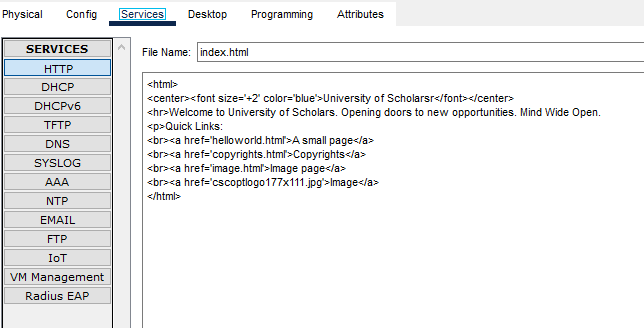 Physical Config Services Desktop Programming Attributes
SERVICES
HTTP
DHCP
DHCPv6
TFTP
DNS
SYSLOG
AAA
NTP
EMAIL
FTP
IoT
VM Management
Radius EAP
File Name: index.html
<html>
<center><font size='+2' color='blue'>University of Scholarsr</font></center>
<hr>Welcome to University of Scholars. Opening doors to new opportunities. Mind Wide Open.
<p>Quick Links:
<br><a href='helloworld.html'>A small page</a>
<br><a href='copyrights.html'>Copyrights</a>
<br><a href='image.html'>Image page</a>
<br><a href='cscoptlogo177x111.jpg'>Image</a>
</html>